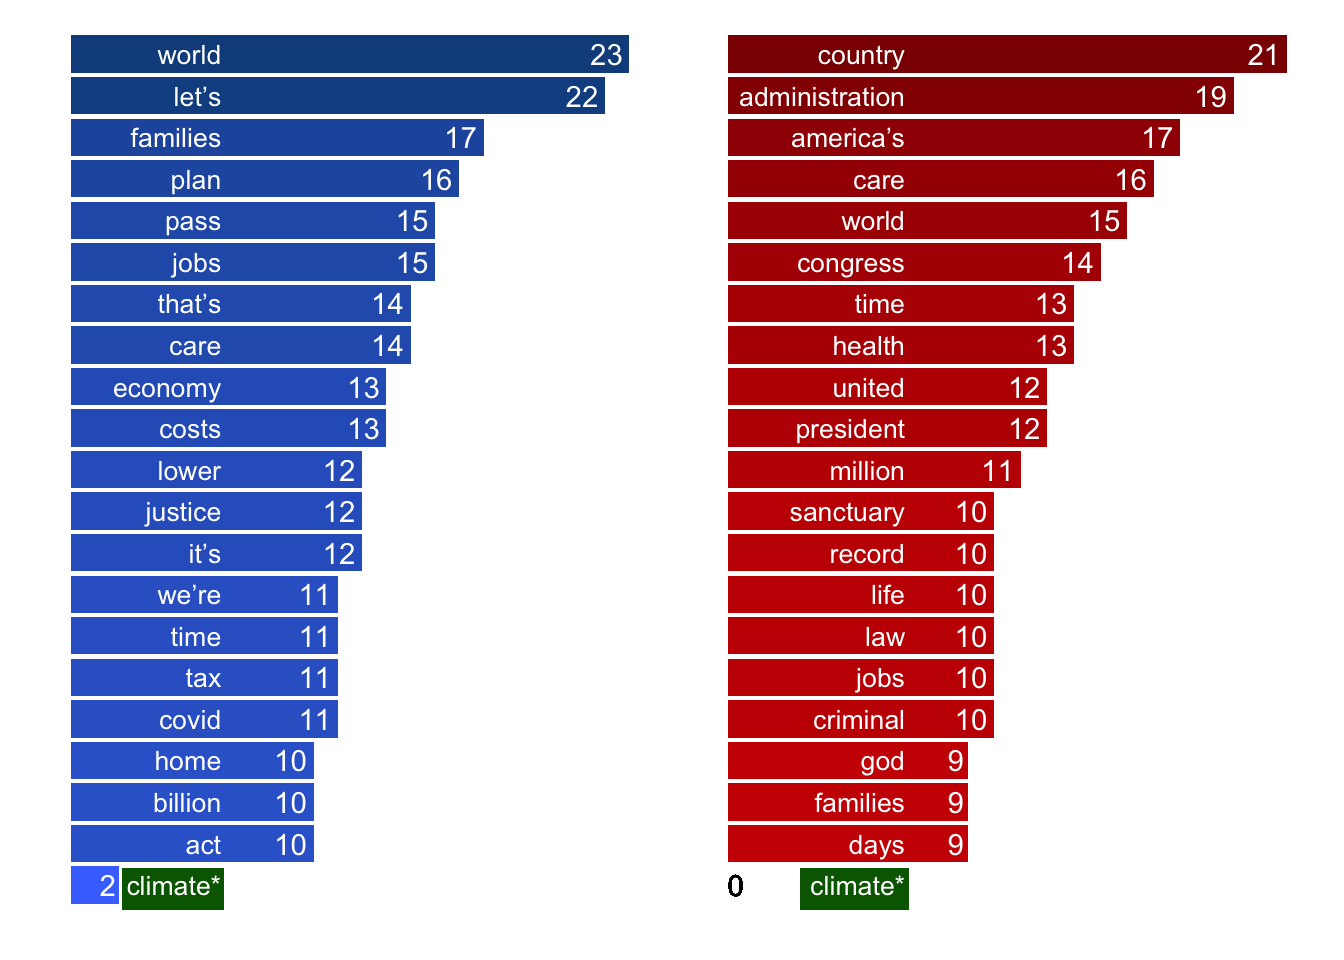 world 23
let’s 22
families 17
plan 16
pass 15
jobs 15
that’s 14
care 14
economy 13
costs 13
lower 12
justice 12
it’s 12
we’re 11
time 11
tax 11
covid 11
home 10
billion 10
act 10
2 climate*
country 21
administration 19
america’s 17
care 16
world 15
congress 14
time 13
health 13
united 12
president 12
million 11
sanctuary 10
record 10
life 10
law 10
jobs 10
criminal 10
god 9
families 9
days 9
0 climate*